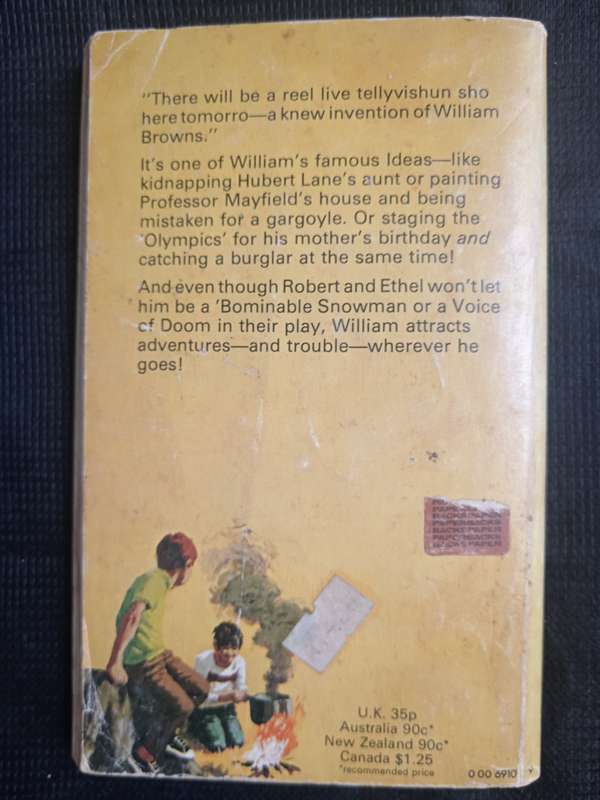 "There will be a reel live tellyvishun sho
here tomorro—a knew invention of William
Browns."
It's one of William's famous Ideas—like
kidnapping Hubert Lane's aunt or painting
Professor Mayfield's house and being
mistaken for a gargoyle. Or staging the
'Olympics' for his mother's birthday and
catching a burglar at the same time!
And even though Robert and Ethel won't let
him be a 'Bominable Snowman or a Voice
of Doom in their play, William attracts
adventures—and trouble—wherever he
goes!
U.K. 35p
Australia 90c*
New Zealand 90c*
Canada $1.25
*recommended price
0 00 6910